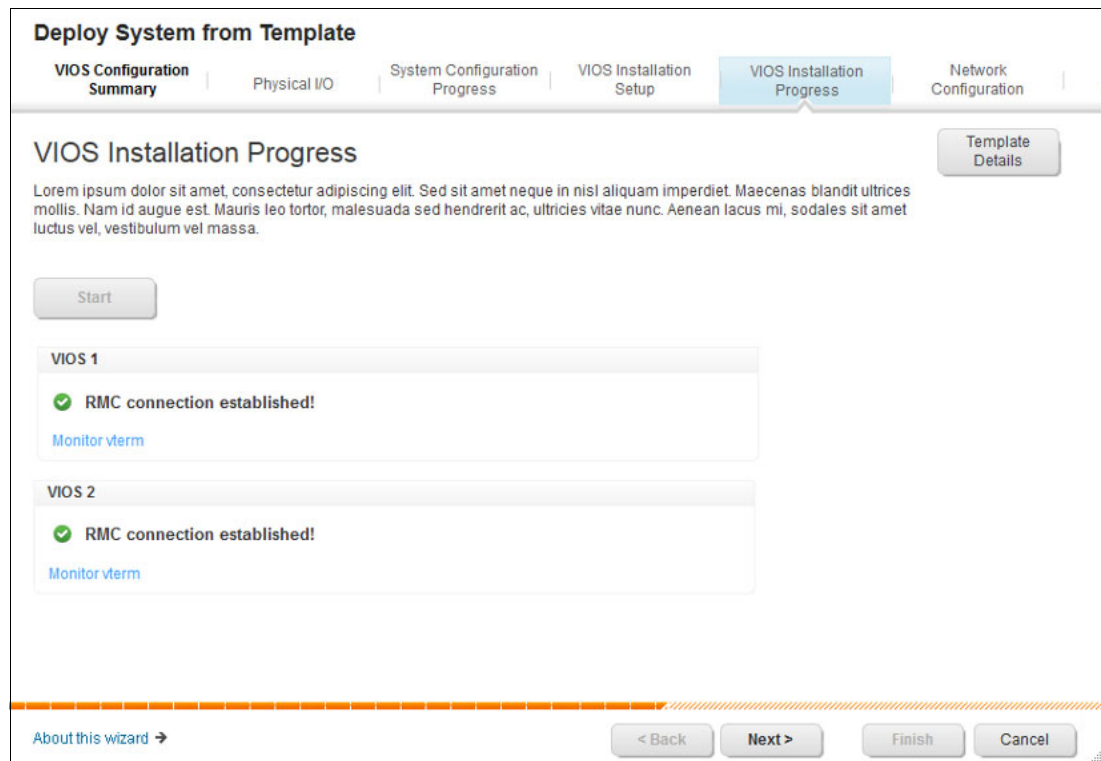 Deploy System from Template
VIOS Configuration Summary
Physical I/O
System Configuration Progress
VIOS Installation Setup
VIOS Installation Progress
Network Configuration
VIOS Installation Progress
Template Details
Lorem ipsum dolor sit amet, consectetur adipiscing elit. Sed sit amet neque in nisl aliquam imperdiet. Maecenas blandit ultrices
mollis. Nam id augue est. Mauris leo tortor, malesuada sed hendrerit ac, ultricies vitae nunc. Aenean lacus mi, sodales sit amet
luctus vel, vestibulum vel massa.
Start
VIOS 1
RMC connection established!
Monitor vterm
VIOS 2
RMC connection established!
Monitor vterm
About this wizard →
< Back
Next >
Finish
Cancel